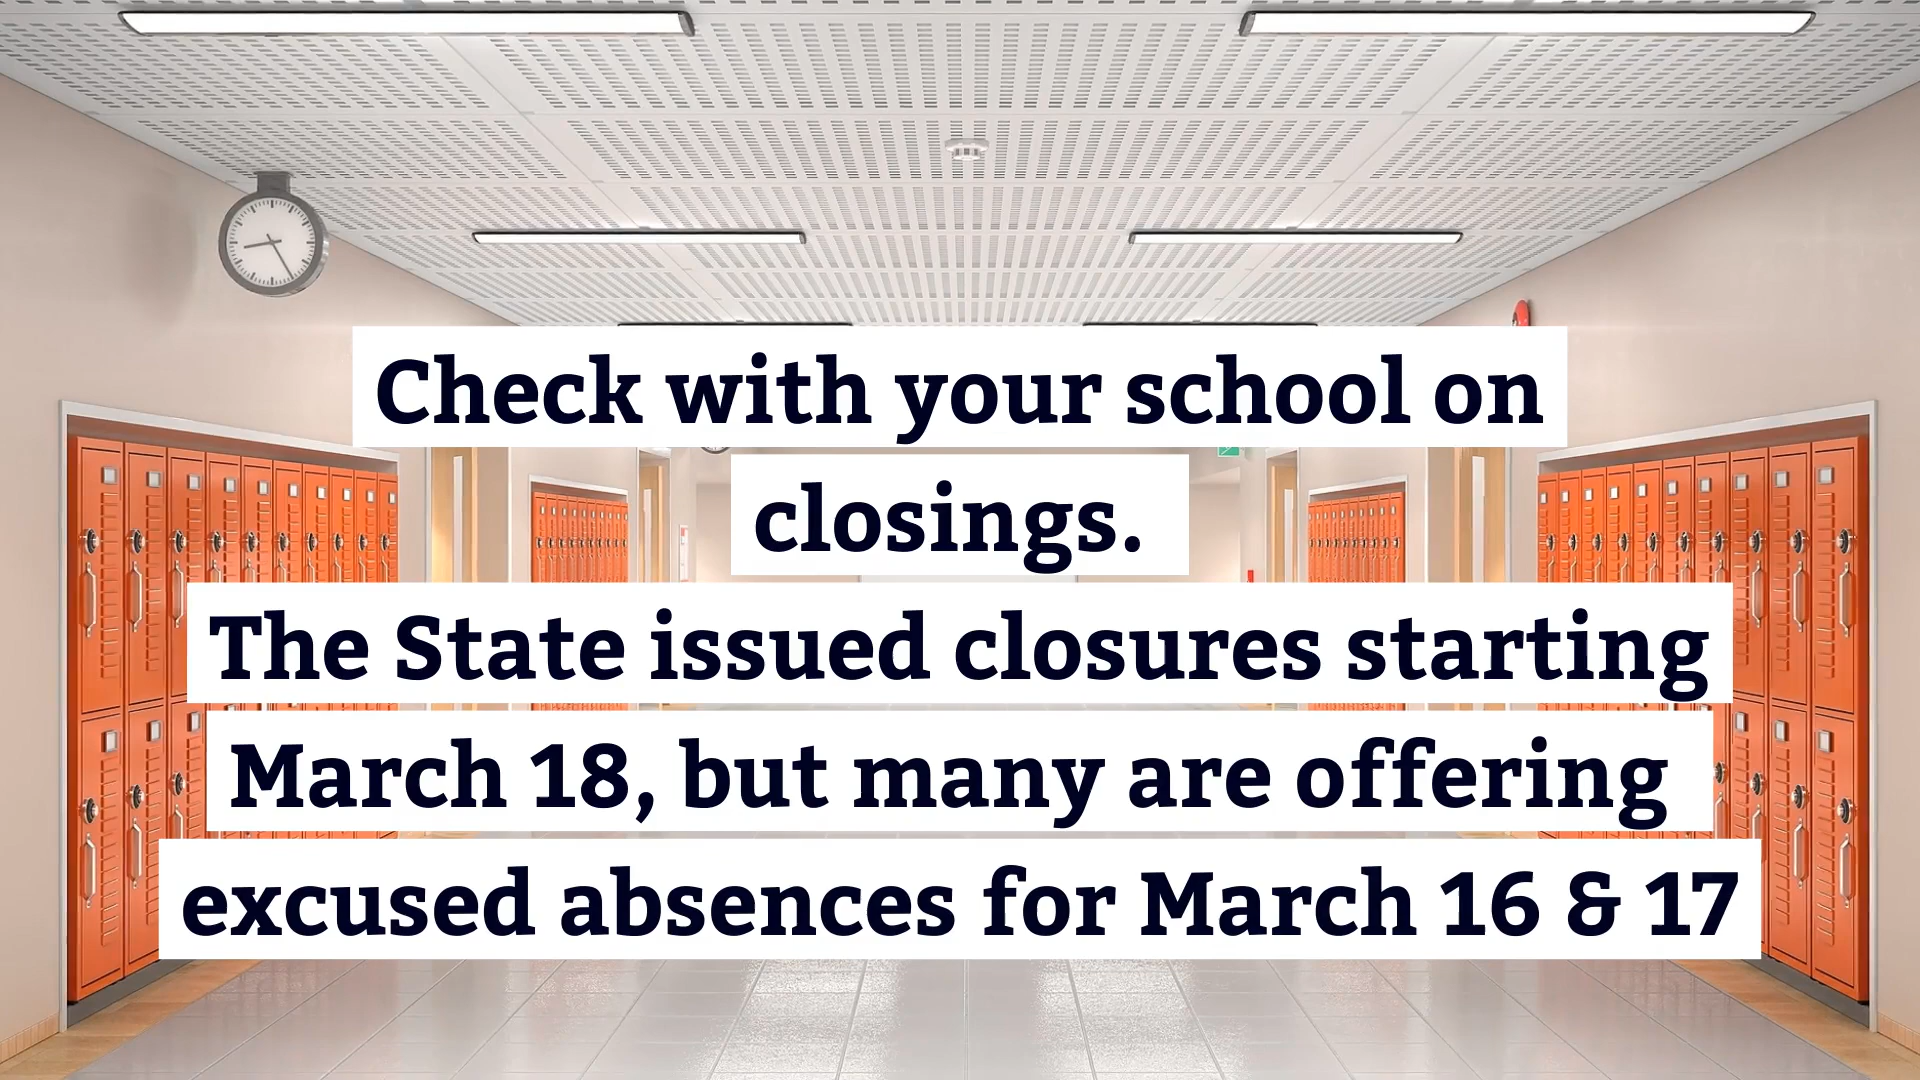 Check with your school on
closings.
The State issued closures starting
March 18, but many are offering
excused absences for March 16 & 17